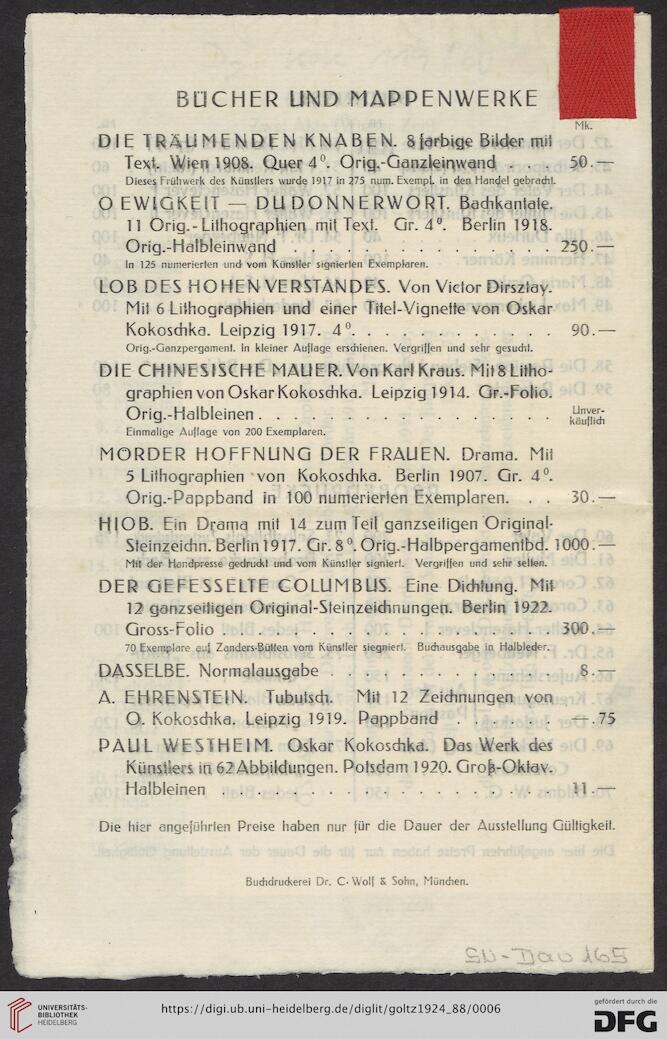 BÜCHER UND MAPPENWERKE
Mk.
DIE TRÄUMENDEN KNABEN. 8 farbige Bilder mit
Text. Wien 1908. Quer 4⁰. Orig.-Ganzleinwand . . . 50.—
Dieses Frühwerk des Künstlers wurde 1917 in 275 num. Exempl. in den Handel gebracht.
O EWIGKEIT — DU DONNERWORT. Bachkantate.
11 Orig.-Lithographien mit Text. Gr. 4⁰. Berlin 1918.
Orig.-Halbleinwand . . . . . . . . . . . . . . . 250.—
In 125 numerierten und vom Künstler signierten Exemplaren.
LOB DES HOHEN VERSTANDES. Von Victor Dirsztay.
Mit 6 Lithographien und einer Titel-Vignette von Oskar
Kokoschka. Leipzig 1917. 4⁰. . . . . . . . . . . . 90.—
Orig.-Ganzpergament. In kleiner Auflage erschienen. Vergriffen und sehr gesucht.
DIE CHINESISCHE MAUER. Von Karl Kraus. Mit 8 Litho-
graphien von Oskar Kokoschka. Leipzig 1914. Gr.-Folio.
Orig.-Halbleinen . . . . . . . . . . . . . . . . Unver-
käuflich
Einmalige Auflage von 200 Exemplaren.
MÖRDER HOFFNUNG DER FRAUEN. Drama. Mit
5 Lithographien von Kokoschka. Berlin 1907. Gr. 4⁰.
Orig.-Pappband in 100 numerierten Exemplaren. . . 30.—
HIOB. Ein Drama mit 14 zum Teil ganzseitigen Original-
Steinzeichn. Berlin 1917. Gr. 8⁰. Orig.-Halbpergamentbd. 1000.—
Mit der Handpresse gedruckt und vom Künstler signiert. Vergriffen und sehr selten.
DER GEFESSELTE COLUMBUS. Eine Dichtung. Mit
12 ganzseitigen Original-Steinzeichnungen. Berlin 1922.
Gross-Folio . . . . . . . . . . . . . . . . . . 300.—
70 Exemplare auf Zanders-Bütten vom Künstler siegniert. Buchausgabe in Halbleder.
DASSELBE. Normalausgabe . . . . . . . . . . . . . 8.—
A. EHRENSTEIN. Tubutsch. Mit 12 Zeichnungen von
O. Kokoschka. Leipzig 1919. Pappband . . . . . . . —.75
PAUL WESTHEIM. Oskar Kokoschka. Das Werk des
Künstlers in 62 Abbildungen. Potsdam 1920. Groß-Oktav.
Halbleinen . . . . . . . . . . . . . . . . . . 11.—
Die hier angeführten Preise haben nur für die Dauer der Ausstellung Gültigkeit.
Buchdruckerei Dr. C. Wolf & Sohn, München.
UNIVERSITÄTS-
BIBLIOTHEK
HEIDELBERG
https://digi.ub.uni-heidelberg.de/diglit/goltz1924_88/0006
gefördert durch die
DFG